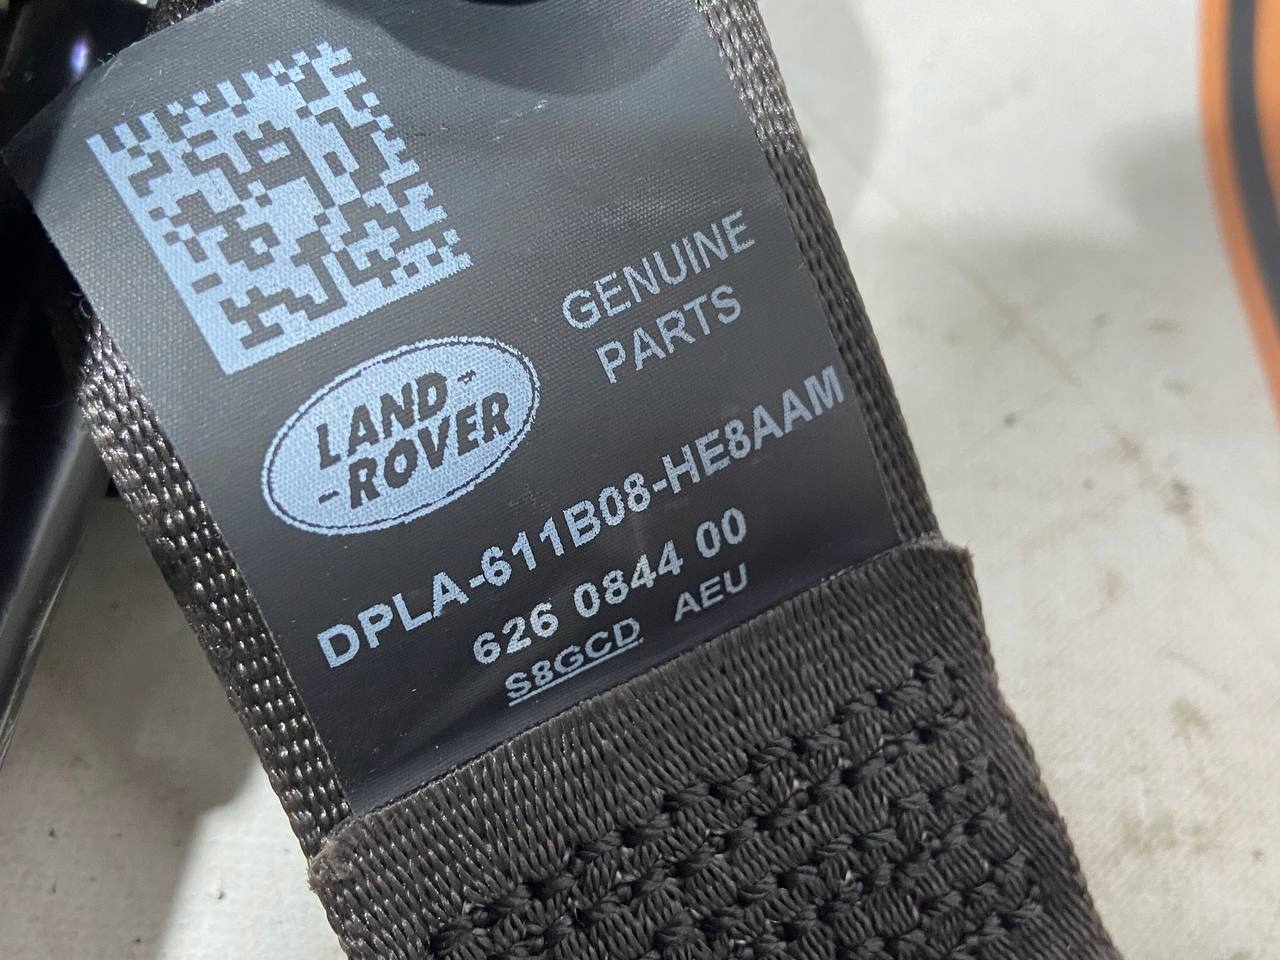 GENUINE
PARTS
LAND-
-ROVER
DPLA-611B08-HE8AAM
626 0844 00
S8GCD AEU